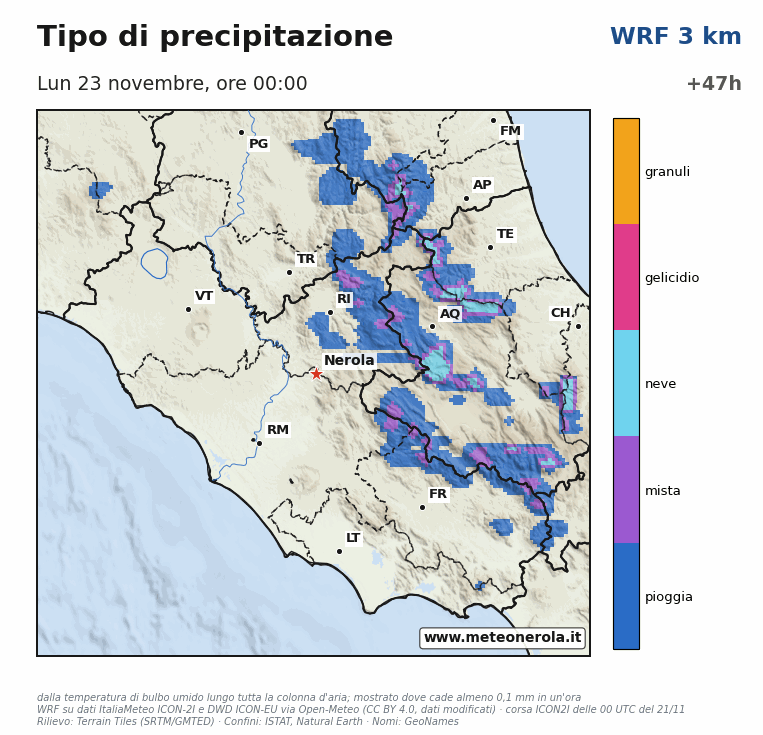 Tipo di precipitazione
WRF 3 km
Lun 23 novembre, ore 00:00
+47h
FM
PG
AP
TE
TR
RI
VT
AQ
CH
Nerola
RM
FR
LT
www.meteonerola.it
granuli
gelicidio
neve
mista
pioggia
dalla temperatura di bulbo umido lungo tutta la colonna d'aria; mostrato dove cade almeno 0,1 mm in un'ora
WRF su dati ItaliaMeteo ICON-2I e DWD ICON-EU via Open-Meteo (CC BY 4.0, dati modificati) · corsa ICON2I delle 00 UTC del 21/11
Rilievo: Terrain Tiles (SRTM/GMTED) · Confini: ISTAT, Natural Earth · Nomi: GeoNames